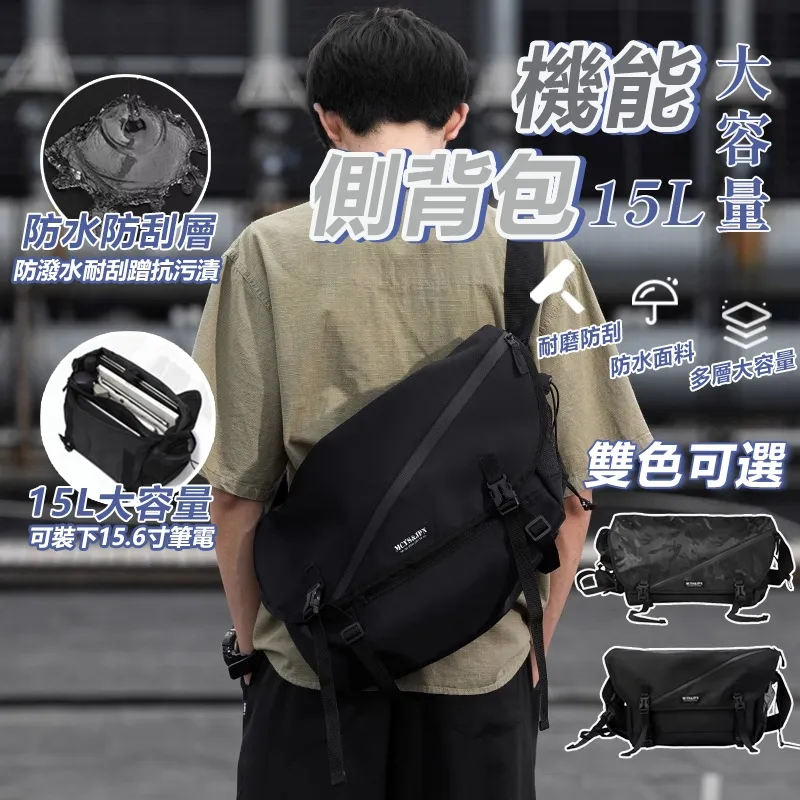 機能
側背包
15L
大容量
防水防刮層
防潑水耐刮蹭抗污漬
耐磨防刮
防水面料
多層大容量
15L大容量
可裝下15.6寸筆電
雙色可選
MCYS&JPN